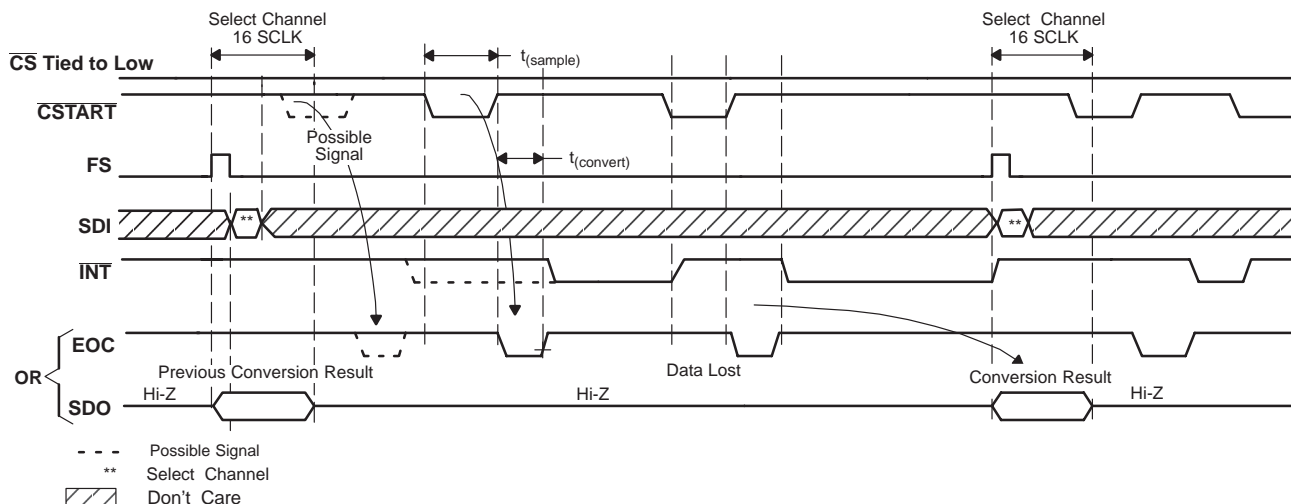 Select Channel
16 SCLK
Select Channel
16 SCLK
t(sample)
CS Tied to Low
CSTART
Possible
Signal
t(convert)
FS
SDI
**
**
INT
EOC
OR
Previous Conversion Result
Data Lost
Conversion Result
Hi-Z
Hi-Z
Hi-Z
SDO
Possible Signal
** Select Channel
Don't Care